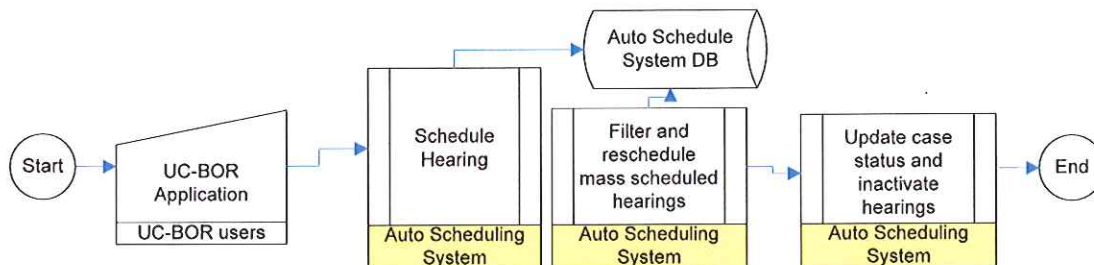 Start
UC-BOR
Application
UC-BOR users
Schedule
Hearing
Auto Scheduling
System
Auto Schedule
System DB
Filter and
reschedule
mass scheduled
hearings
Auto Scheduling
System
Update case
status and
inactivate
hearings
Auto Scheduling
System
End